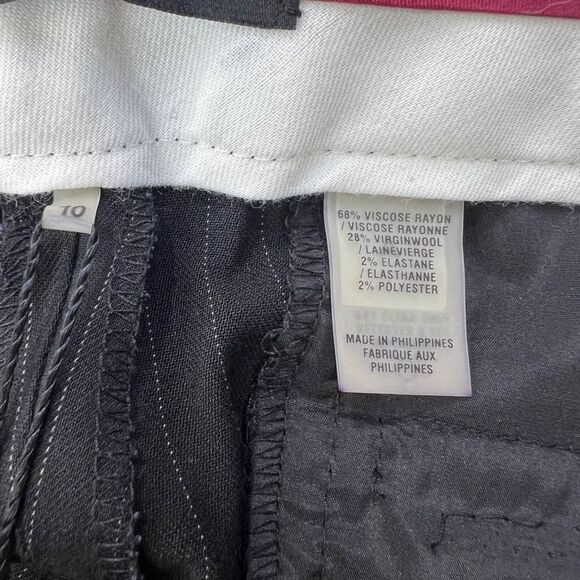 10
68% VISCOSE RAYON
/ VISCOSE RAYONNE
28% VIRGINWOOL
/ LAINEVIERGE
2% ELASTANE
/ ELASTHANNE
2% POLYESTER
MADE IN PHILIPPINES
FABRIQUE AUX
PHILIPPINES